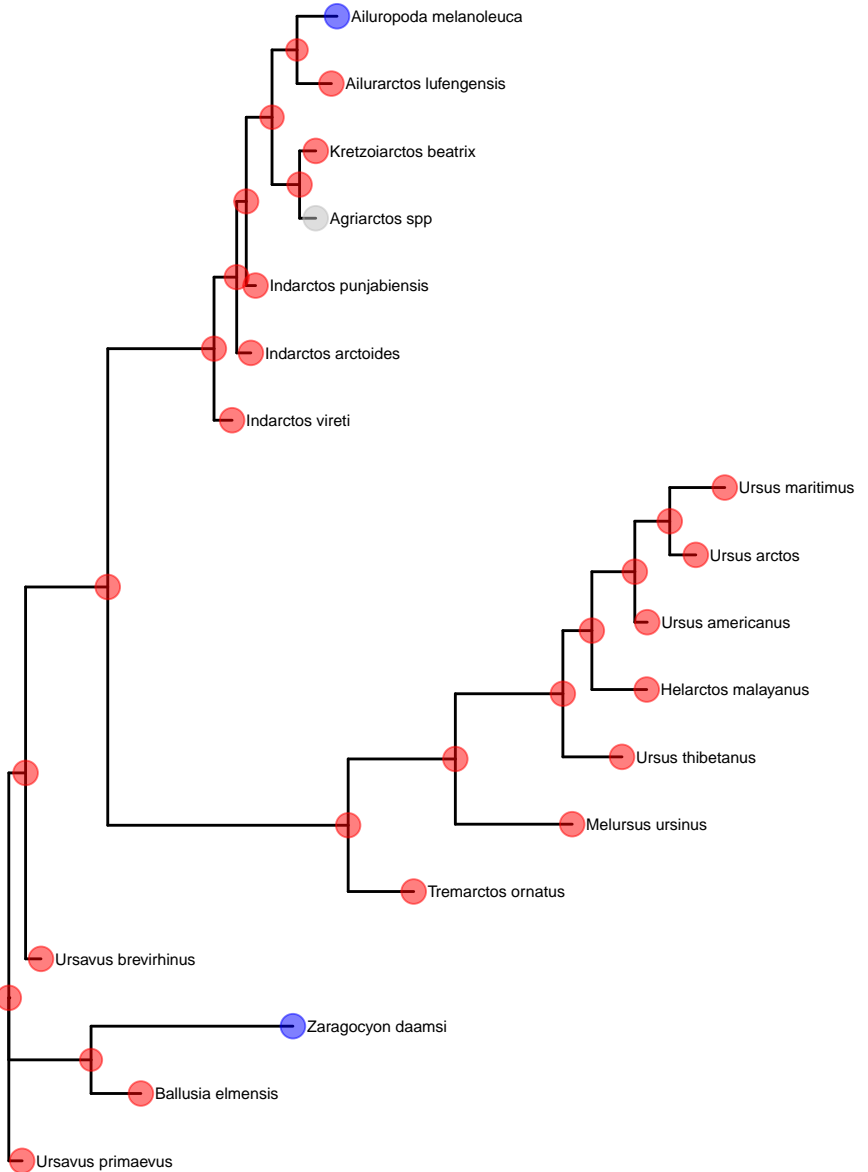 Ailuropoda melanoleuca
Ailurarctos lufengensis
Kretzoiarctos beatrix
Agriarctos spp
Indarctos punjabiensis
Indarctos arctoides
Indarctos vireti
Ursus maritimus
Ursus arctos
Ursus americanus
Helarctos malayanus
Ursus thibetanus
Melursus ursinus
Tremarctos ornatus
Ursavus brevirhinus
Zaragocyon daamsi
Ballusia elmensis
Ursavus primaevus